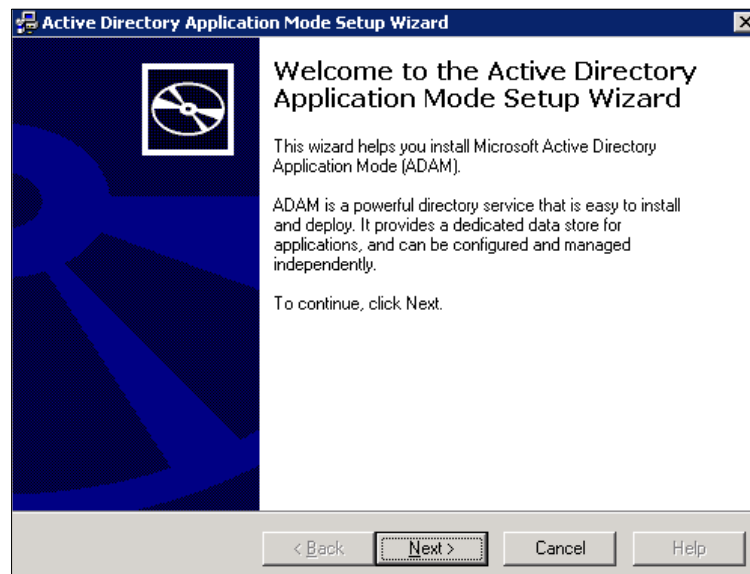 Active Directory Application Mode Setup Wizard
Welcome to the Active Directory
Application Mode Setup Wizard
This wizard helps you install Microsoft Active Directory
Application Mode (ADAM).
ADAM is a powerful directory service that is easy to install
and deploy. It provides a dedicated data store for
applications, and can be configured and managed
independently.
To continue, click Next.
< Back Next > Cancel Help